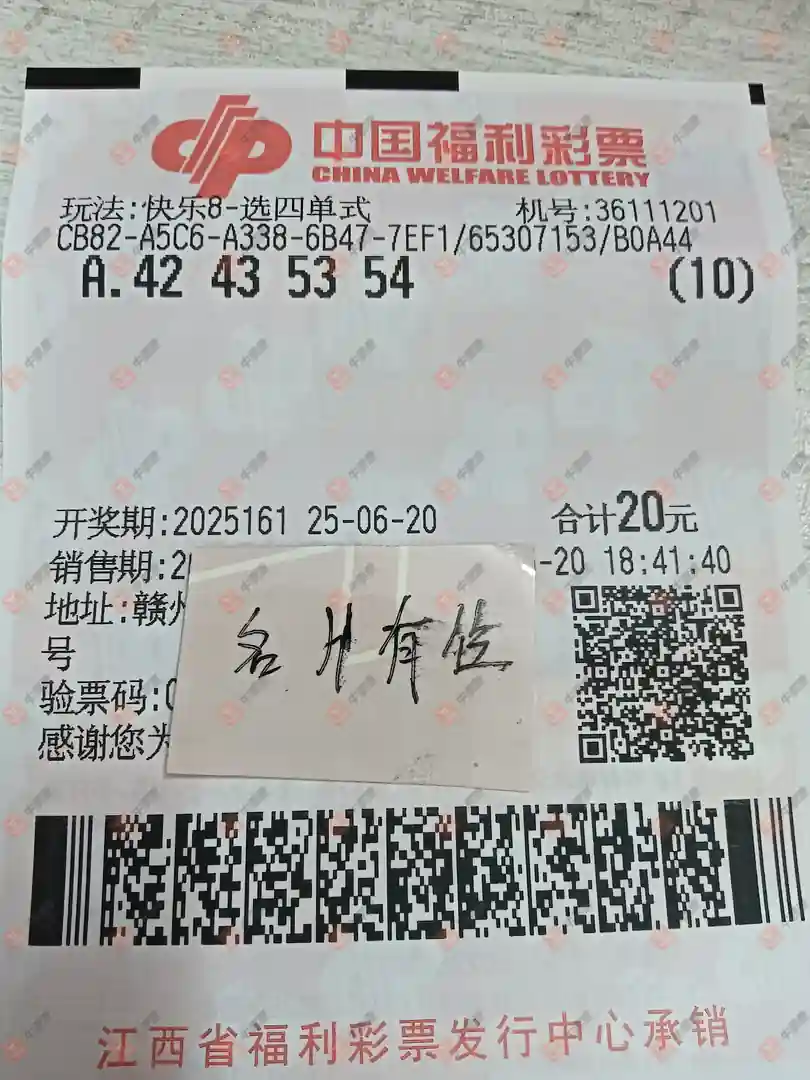 中国福利彩票
CHINA WELFARE LOTTERY
玩法:快乐8-选四单式 机号:36111201
CB82-A5C6-A338-6B47-7EF1/65307153/B0A44
A.42 43 53 54 (10)
开奖期:2025161 25-06-20 合计20元
销售期:2 -20 18:41:40
地址:赣州
号
验票码:0
感谢您为
名片有位
江西省福利彩票发行中心承销